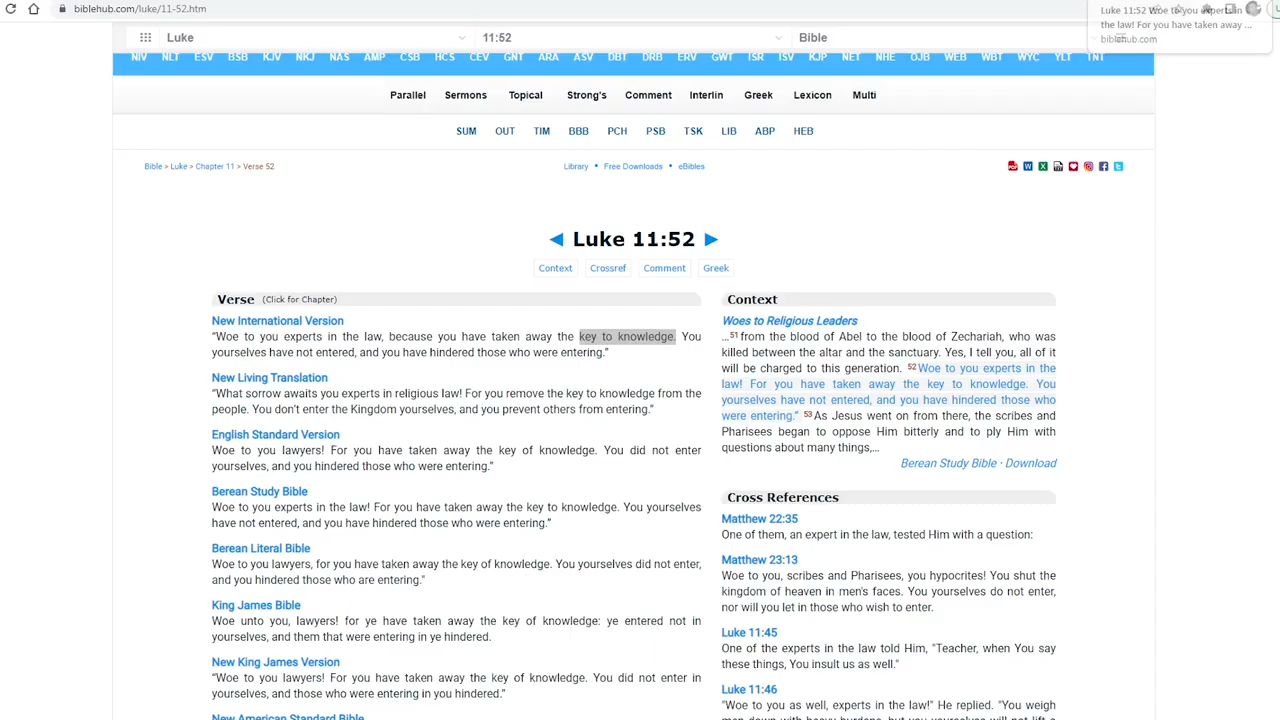 biblehub.com/luke/11-52.htm
Luke 11:52 Woe to you experts in
the law! For you have taken away ...
biblehub.com
Luke
11:52
Bible
NIV NLT ESV BSB KJV NKJ NAS AMP CSB HCS CEV GNT ARA ASV DBT DRB ERV GWT ISR ISV KJP NET NHE OJB WEB WBT WYC YLT TNT
Parallel Sermons Topical Strong's Comment Interlin Greek Lexicon Multi
SUM OUT TIM BBB PCH PSB TSK LIB ABP HEB
Bible > Luke > Chapter 11 > Verse 52
Library • Free Downloads • eBibles
◄ Luke 11:52 ►
Context Crossref Comment Greek
Verse (Click for Chapter)
New International Version
“Woe to you experts in the law, because you have taken away the key to knowledge. You
yourselves have not entered, and you have hindered those who were entering.”
New Living Translation
“What sorrow awaits you experts in religious law! For you remove the key to knowledge from the
people. You don’t enter the Kingdom yourselves, and you prevent others from entering.”
English Standard Version
Woe to you lawyers! For you have taken away the key of knowledge. You did not enter
yourselves, and you hindered those who were entering.”
Berean Study Bible
Woe to you experts in the law! For you have taken away the key to knowledge. You yourselves
have not entered, and you have hindered those who were entering.”
Berean Literal Bible
Woe to you lawyers, for you have taken away the key of knowledge. You yourselves did not enter,
and you hindered those who are entering."
King James Bible
Woe unto you, lawyers! for ye have taken away the key of knowledge: ye entered not in
yourselves, and them that were entering in ye hindered.
New King James Version
“Woe to you lawyers! For you have taken away the key of knowledge. You did not enter in
yourselves, and those who were entering in you hindered.”
New American Standard Bible
Context
Woes to Religious Leaders
…51from the blood of Abel to the blood of Zechariah, who was
killed between the altar and the sanctuary. Yes, I tell you, all of it
will be charged to this generation. 52Woe to you experts in the
law! For you have taken away the key to knowledge. You
yourselves have not entered, and you have hindered those who
were entering.” 53As Jesus went on from there, the scribes and
Pharisees began to oppose Him bitterly and to ply Him with
questions about many things,…
Berean Study Bible · Download
Cross References
Matthew 22:35
One of them, an expert in the law, tested Him with a question:
Matthew 23:13
Woe to you, scribes and Pharisees, you hypocrites! You shut the
kingdom of heaven in men's faces. You yourselves do not enter,
nor will you let in those who wish to enter.
Luke 11:45
One of the experts in the law told Him, "Teacher, when You say
these things, You insult us as well."
Luke 11:46
"Woe to you as well, experts in the law!" He replied. "You weigh
men down with heavy burdens, but you yourselves will not lift a